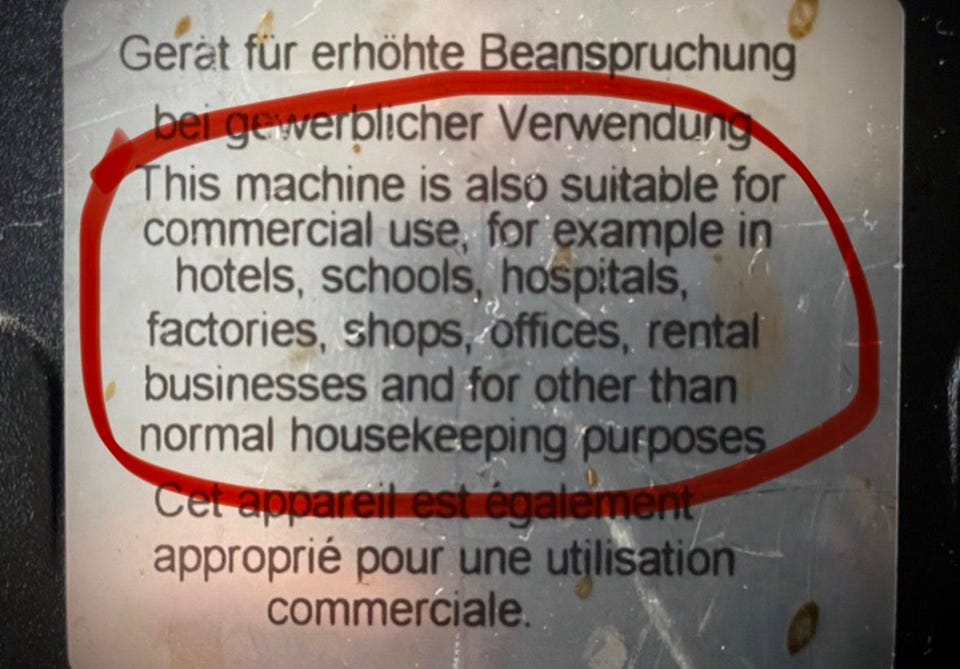 Gerät für erhöhte Beanspruchung
bei gewerblicher Verwendung
This machine is also suitable for
commercial use, for example in
hotels, schools, hospitals,
factories, shops, offices, rental
businesses and for other than
normal housekeeping purposes
Cet appareil est également
approprié pour une utilisation
commerciale.